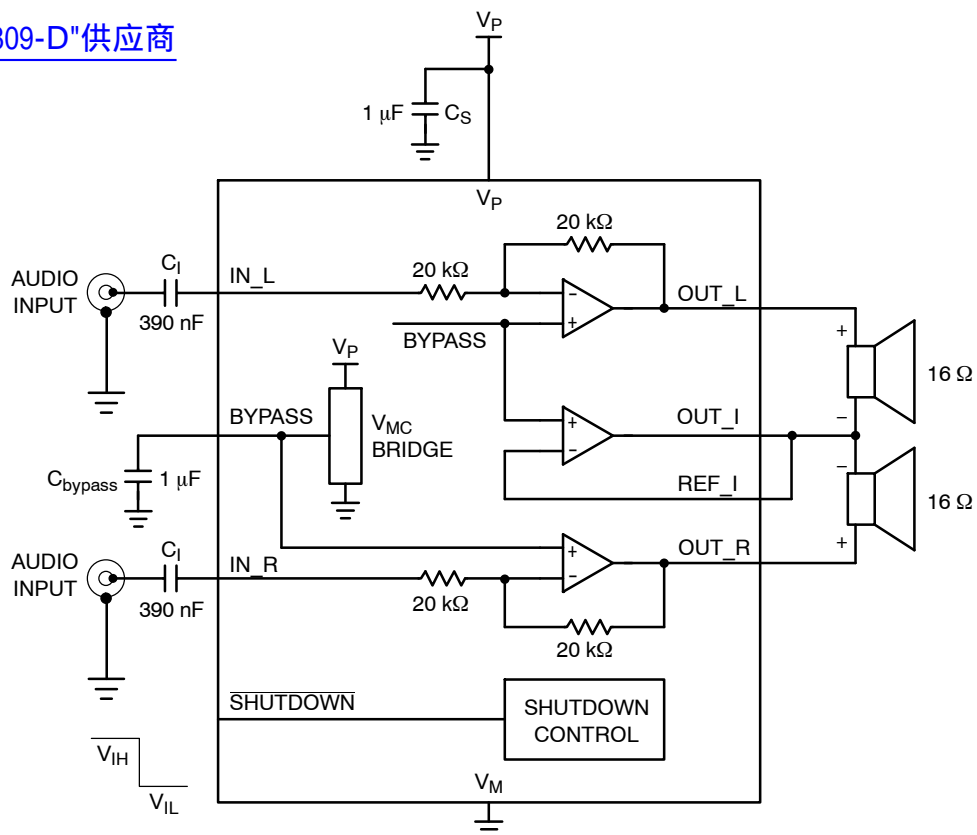 309-D"供应商
V_P
1 μF
C_S
V_P
20 kΩ
AUDIO
INPUT
C_I
390 nF
IN_L
20 kΩ
−
+
OUT_L
BYPASS
+
16 Ω
−
V_P
BYPASS
V_MC
BRIDGE
+
−
OUT_I
REF_I
C_bypass
1 μF
−
16 Ω
+
AUDIO
INPUT
C_I
390 nF
IN_R
20 kΩ
+
−
OUT_R
20 kΩ
SHUTDOWN
SHUTDOWN
CONTROL
V_IH
V_IL
V_M